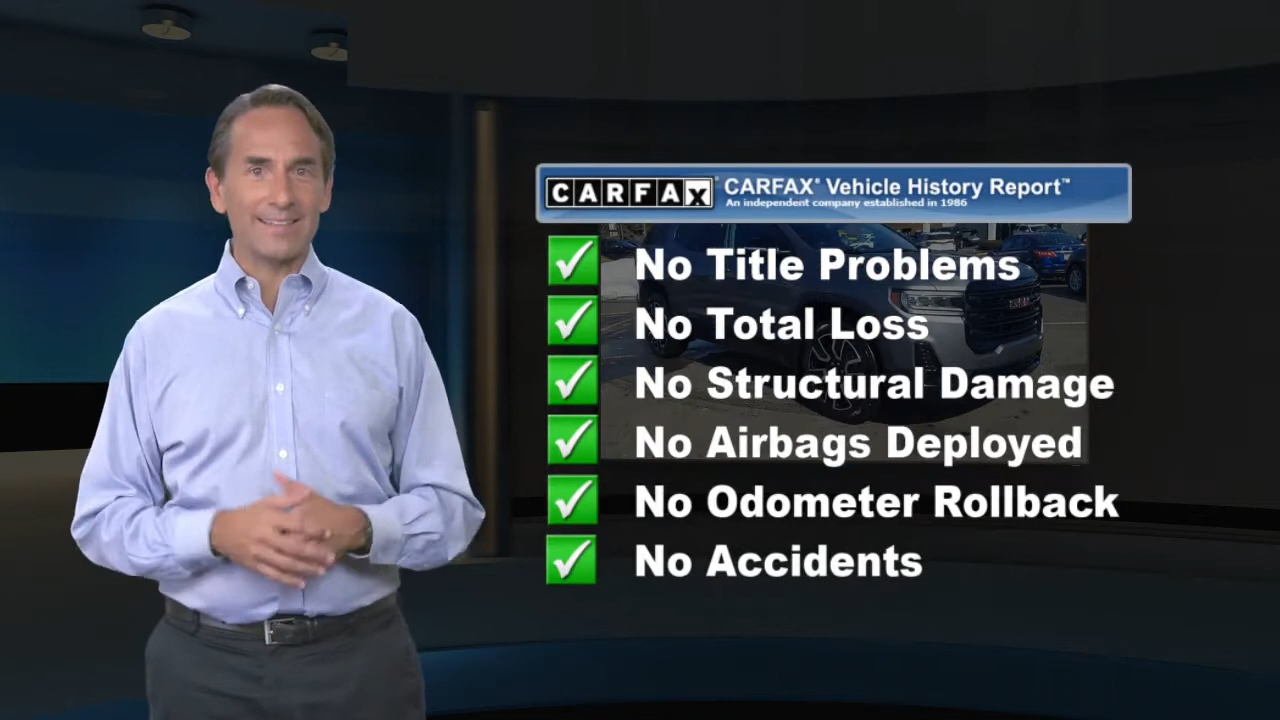 CARFAX CARFAX® Vehicle History Report™
An independent company established in 1986
No Title Problems
No Total Loss
No Structural Damage
No Airbags Deployed
No Odometer Rollback
No Accidents
GMC